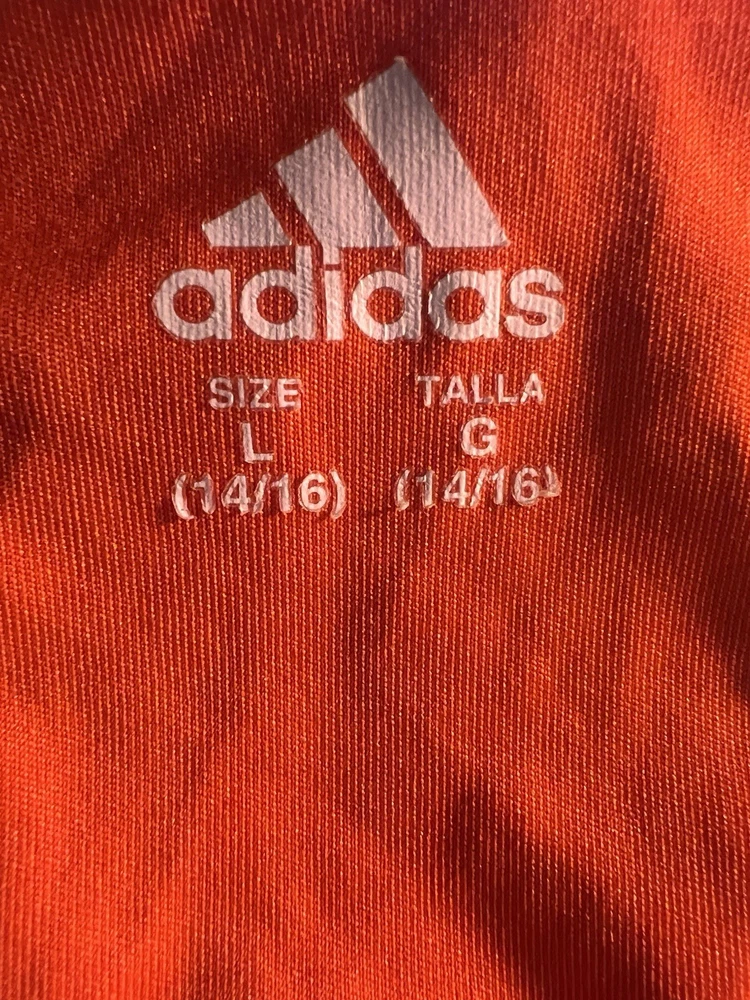 adidas
SIZE TALLA
L G
(14/16) (14/16)